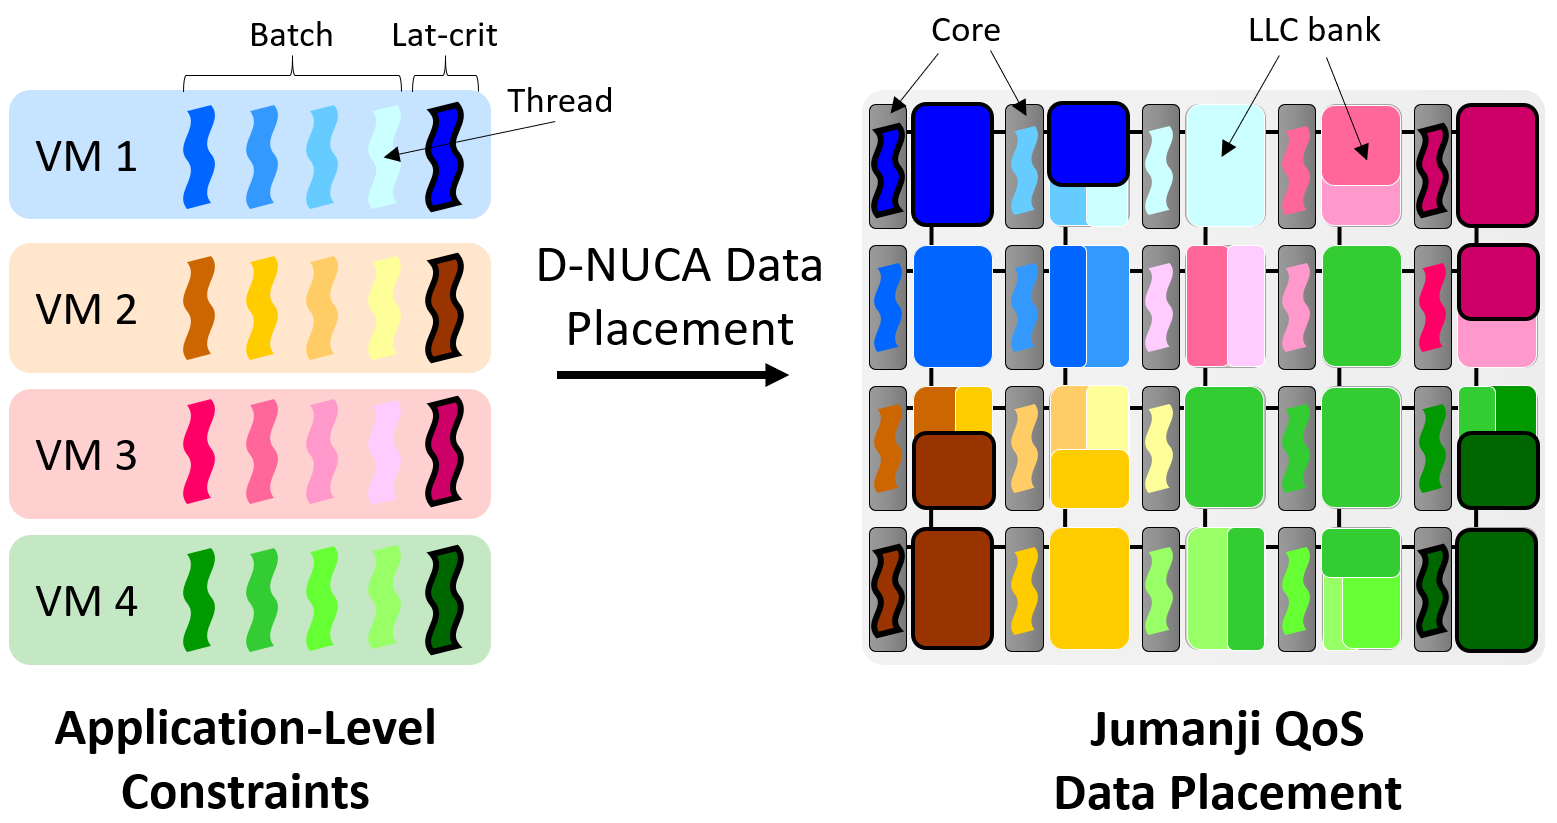 Batch
Lat-crit
Thread
VM 1
VM 2
VM 3
VM 4
Application-Level
Constraints
D-NUCA Data
Placement
Core
LLC bank
Jumanji QoS
Data Placement